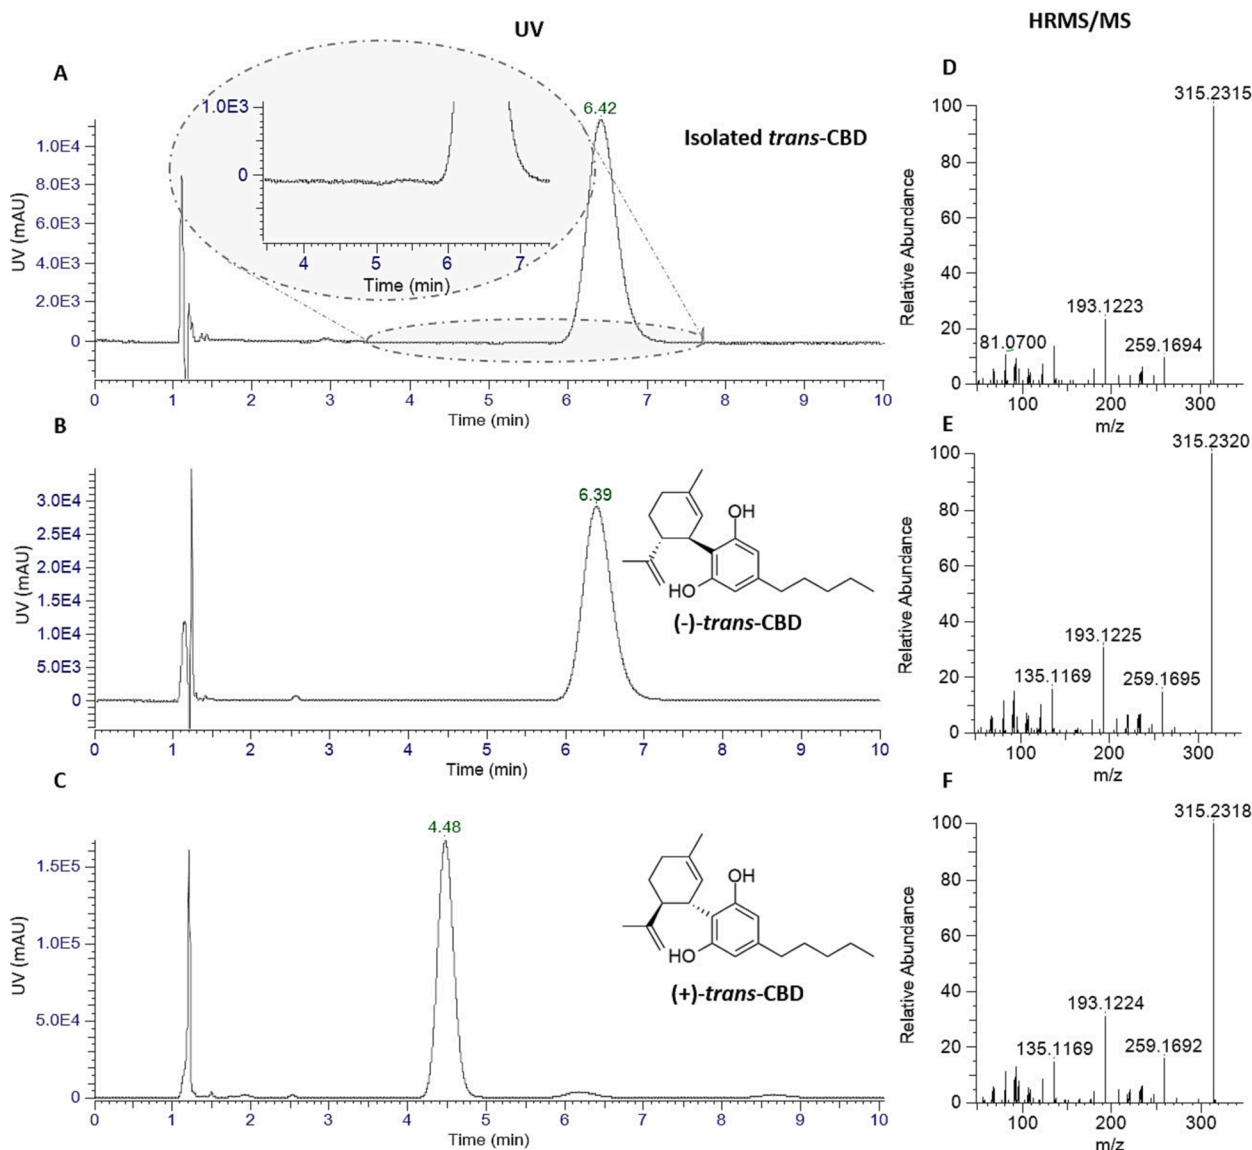 UV
HRMS/MS
A
1.0E3
0
4 5 6 7
Time (min)
6.42
Isolated trans-CBD
UV (mAU)
1.0E4
8.0E3
6.0E3
4.0E3
2.0E3
0
0 1 2 3 4 5 6 7 8 9 10
Time (min)
D
315.2315
193.1223
81.0700
259.1694
Relative Abundance
100
80
60
40
20
0
100 200 300
m/z
B
6.39
OH
HO
(-)-trans-CBD
UV (mAU)
3.0E4
2.5E4
2.0E4
1.5E4
1.0E4
5.0E3
0
0 1 2 3 4 5 6 7 8 9 10
Time (min)
E
315.2320
193.1225
135.1169
259.1695
Relative Abundance
100
80
60
40
20
0
100 200 300
m/z
C
4.48
OH
HO
(+)-trans-CBD
UV (mAU)
1.5E5
1.0E5
5.0E4
0
0 1 2 3 4 5 6 7 8 9 10
Time (min)
F
315.2318
193.1224
135.1169
259.1692
Relative Abundance
100
80
60
40
20
0
100 200 300
m/z